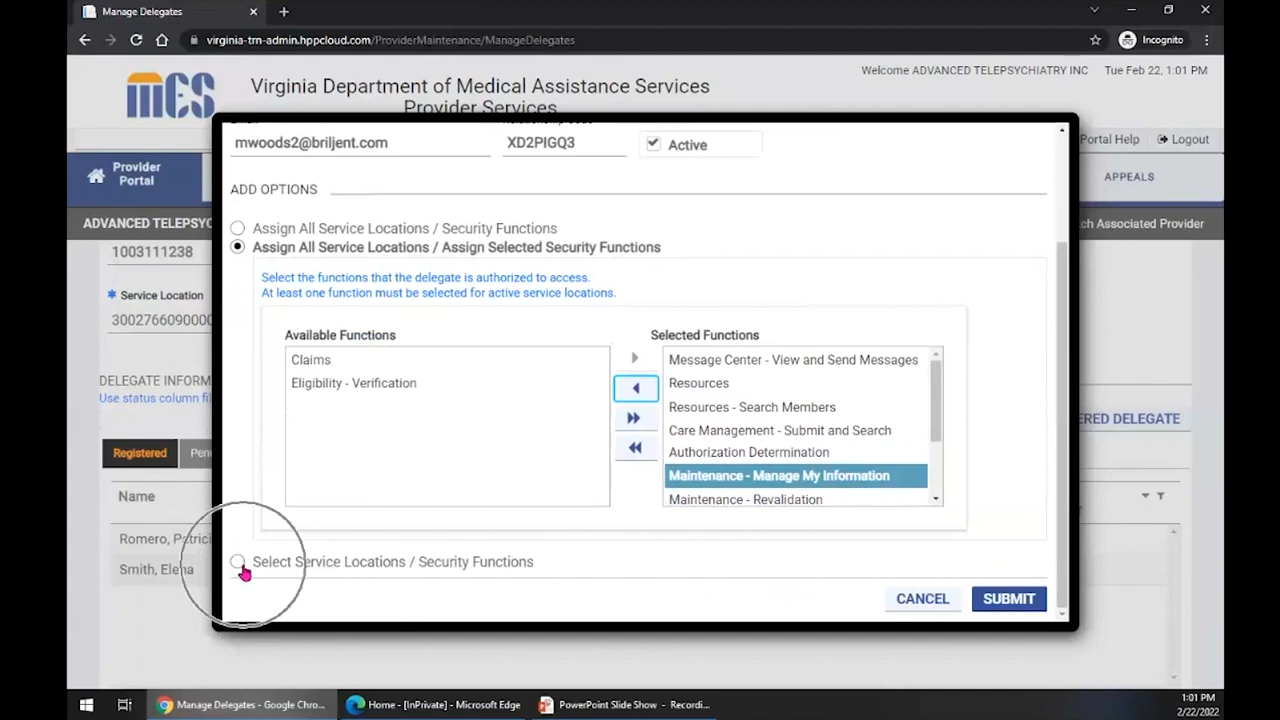 Manage Delegates
virginia-trn-admin.hppcloud.com/ProviderMaintenance/ManageDelegates
Incognito
mes
Virginia Department of Medical Assistance Services
Provider Services
Welcome ADVANCED TELEPSYCHIATRY INC
Tue Feb 22, 1:01 PM
Portal Help
Logout
Provider
Portal
APPEALS
ADVANCED TELEPSYC
ch Associated Provider
1003111238
* Service Location
30027660900
DELEGATE INFORM
Use status column fil
ERED DELEGATE
Registered
Pen
Name
Romero, Patrici
Smith, Elena
mwoods2@briljent.com
XD2PIGQ3
Active
ADD OPTIONS
Assign All Service Locations / Security Functions
Assign All Service Locations / Assign Selected Security Functions
Select the functions that the delegate is authorized to access.
At least one function must be selected for active service locations.
Available Functions
Claims
Eligibility - Verification
Selected Functions
Message Center - View and Send Messages
Resources
Resources - Search Members
Care Management - Submit and Search
Authorization Determination
Maintenance - Manage My Information
Maintenance - Revalidation
Select Service Locations / Security Functions
CANCEL
SUBMIT
Manage Delegates - Google Chro...
Home - [InPrivate] - Microsoft Edge
PowerPoint Slide Show - Recordi...
1:01 PM
2/22/2022